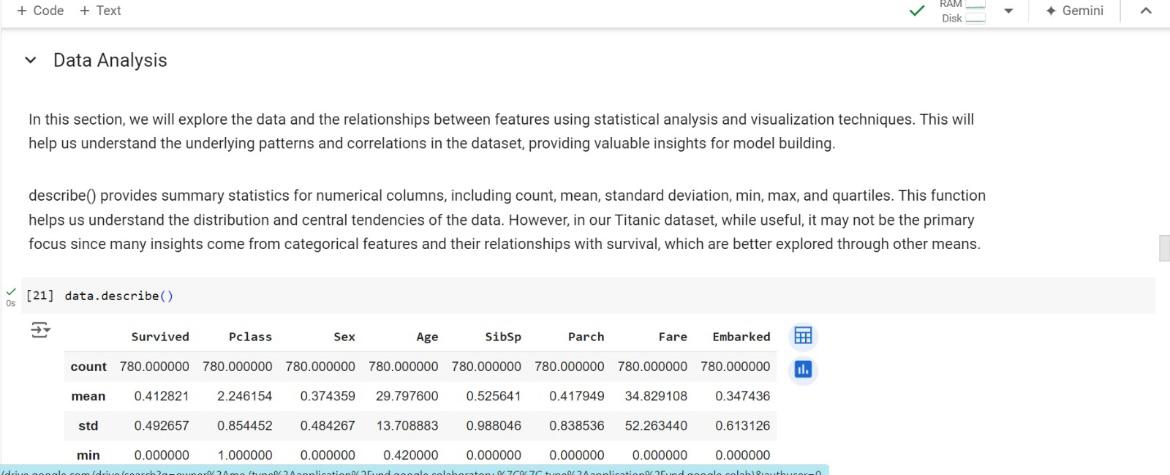 + Code + Text
RAM
Disk
Gemini
Data Analysis
In this section, we will explore the data and the relationships between features using statistical analysis and visualization techniques. This will
help us understand the underlying patterns and correlations in the dataset, providing valuable insights for model building.
describe() provides summary statistics for numerical columns, including count, mean, standard deviation, min, max, and quartiles. This function
helps us understand the distribution and central tendencies of the data. However, in our Titanic dataset, while useful, it may not be the primary
focus since many insights come from categorical features and their relationships with survival, which are better explored through other means.
0s [21] data.describe()
Survived Pclass Sex Age SibSp Parch Fare Embarked
count 780.000000 780.000000 780.000000 780.000000 780.000000 780.000000 780.000000 780.000000
mean 0.412821 2.246154 0.374359 29.797600 0.525641 0.417949 34.829108 0.347436
std 0.492657 0.854452 0.484267 13.708883 0.988046 0.838536 52.263440 0.613126
min 0.000000 1.000000 0.000000 0.420000 0.000000 0.000000 0.000000 0.000000